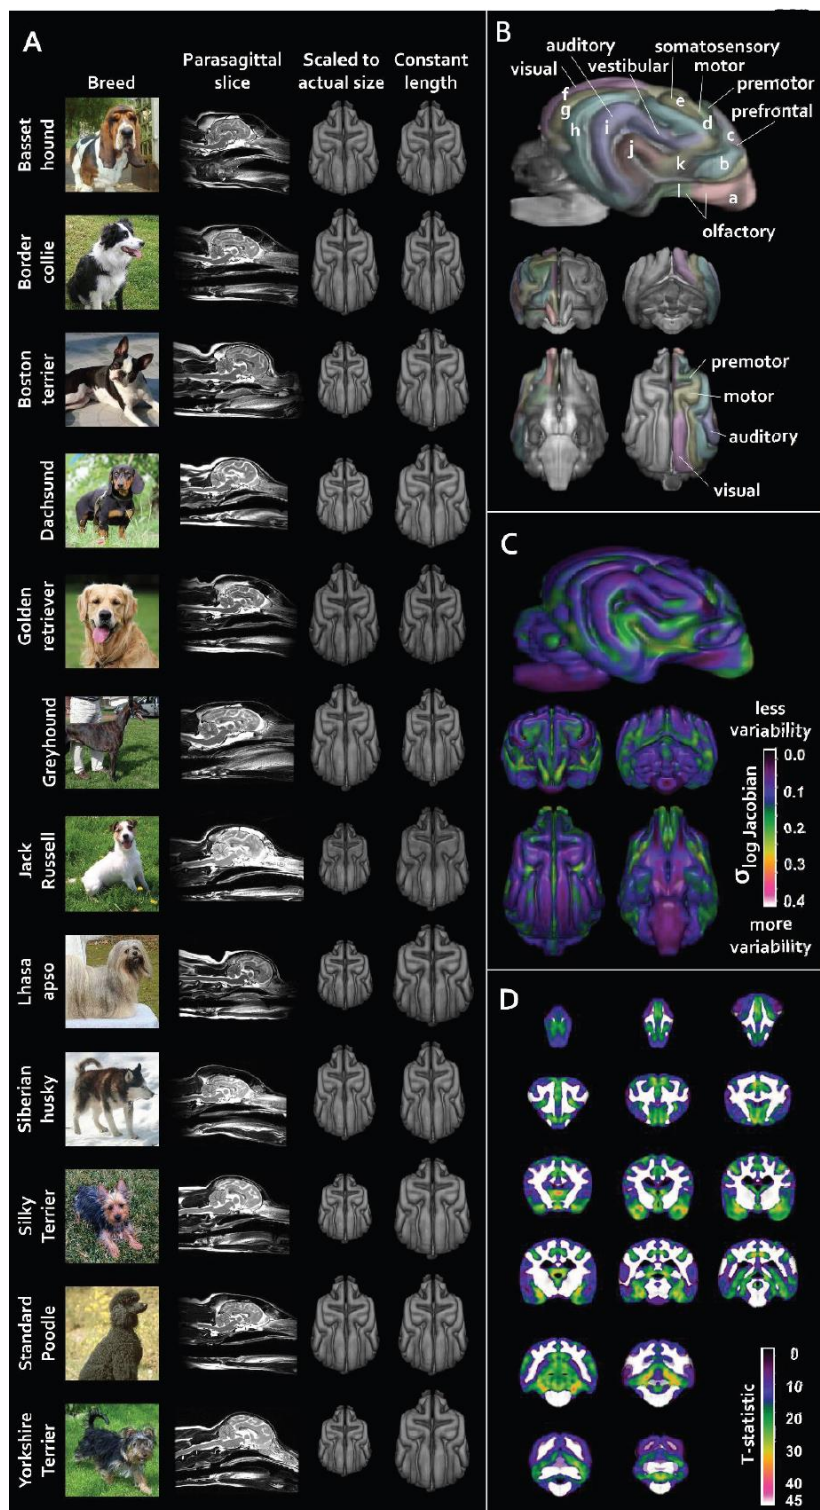 A
Breed
Parasagittal
slice
Scaled to
actual size
Constant
length
Basset
hound
Border
collie
Boston
terrier
Dachsund
Golden
retriever
Greyhound
Jack
Russell
Lhasa
apso
Siberian
husky
Silky
Terrier
Standard
Poodle
Yorkshire
Terrier
B
auditory
visual
vestibular
somatosensory
motor
premotor
prefrontal
f
g
h
i
j
e
d
c
k
b
l
a
olfactory
premotor
motor
auditory
visual
C
less
variability
0.0
0.1
0.2
0.3
0.4
σlog Jacobian
more
variability
D
T-statistic
0
10
20
30
40
45